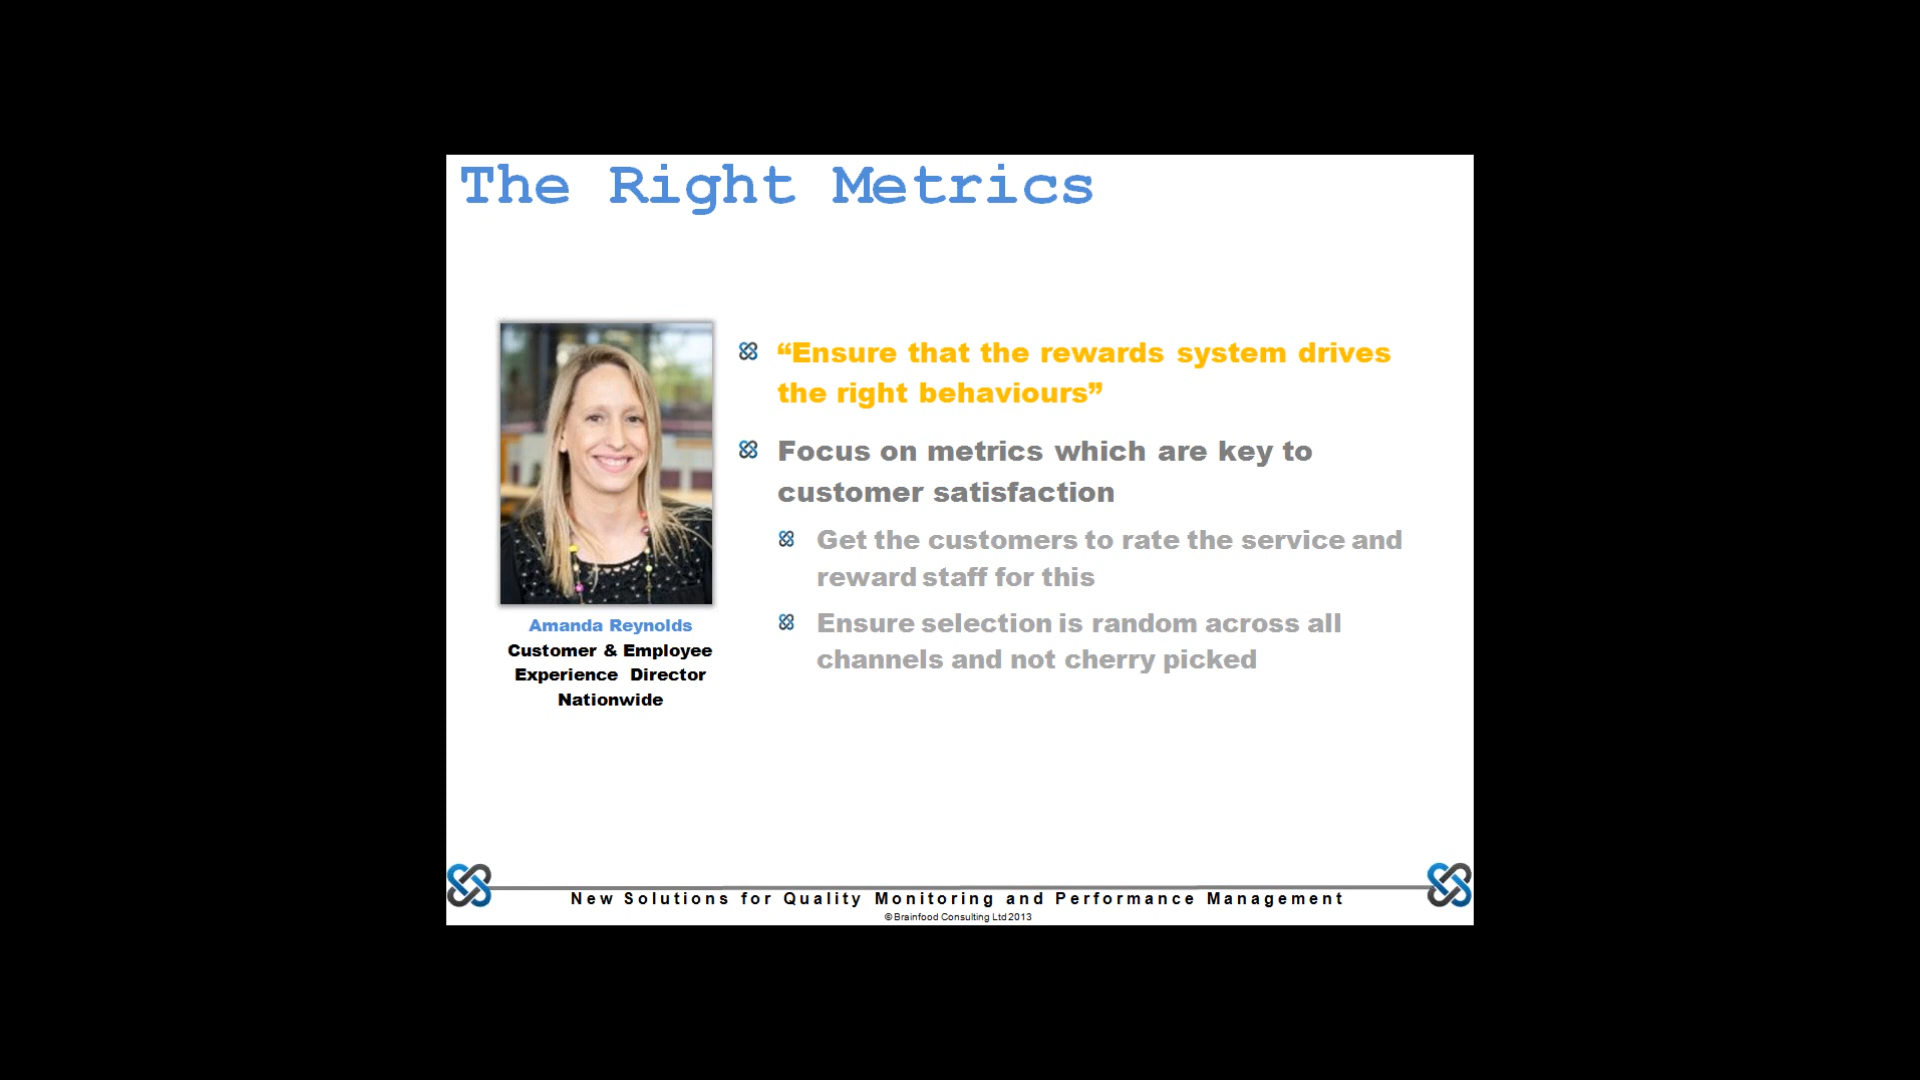 The Right Metrics
“Ensure that the rewards system drives
the right behaviours”
Focus on metrics which are key to
customer satisfaction
Get the customers to rate the service and
reward staff for this
Ensure selection is random across all
channels and not cherry picked
Amanda Reynolds
Customer & Employee
Experience Director
Nationwide
New Solutions for Quality Monitoring and Performance Management
© Brainfood Consulting Ltd 2013